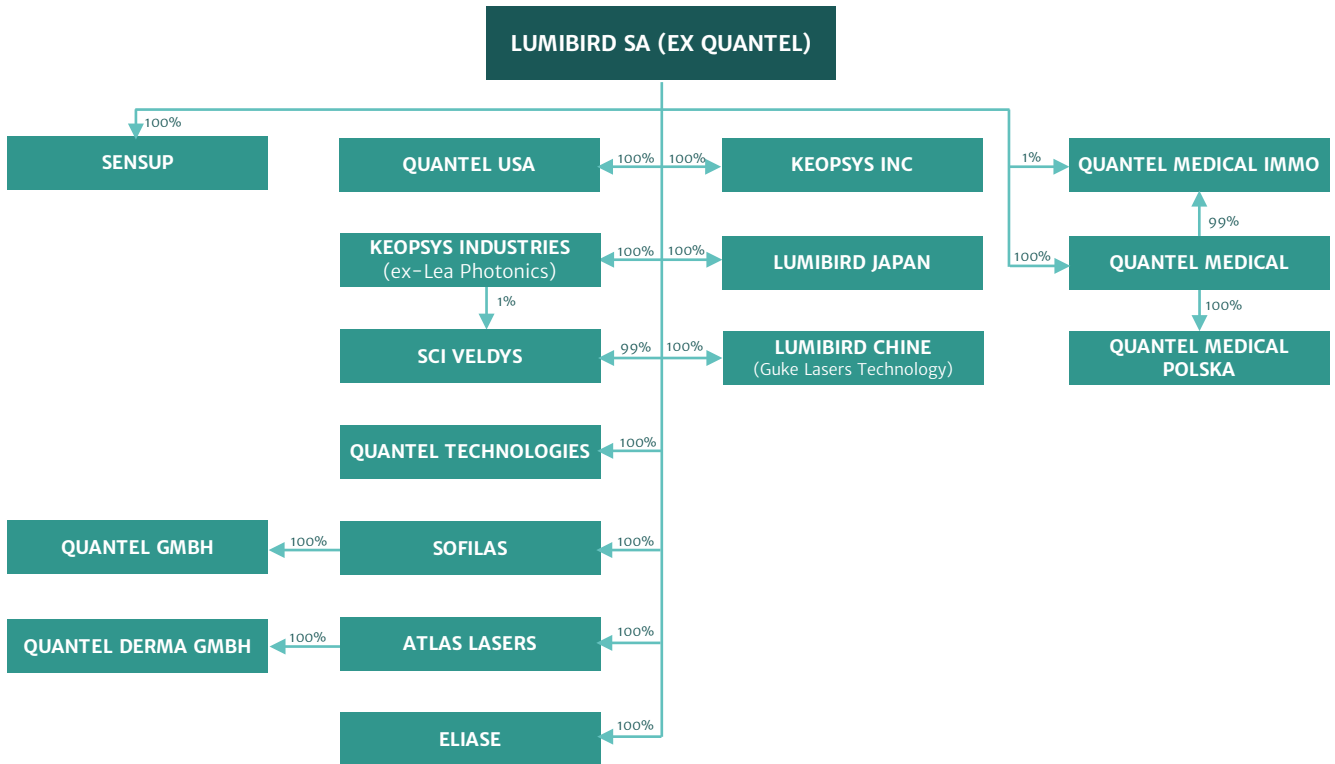 LUMIBIRD SA (EX QUANTEL)
100%
SENSUP
QUANTEL USA
100%
100%
KEOPSYS INC
1%
QUANTEL MEDICAL IMMO
99%
KEOPSYS INDUSTRIES
(ex-Lea Photonics)
100%
100%
LUMIBIRD JAPAN
100%
QUANTEL MEDICAL
1%
100%
SCI VELDYS
99%
100%
LUMIBIRD CHINE
(Guke Lasers Technology)
QUANTEL MEDICAL
POLSKA
QUANTEL TECHNOLOGIES
100%
QUANTEL GMBH
100%
SOFILAS
100%
QUANTEL DERMA GMBH
100%
ATLAS LASERS
100%
ELIASE
100%